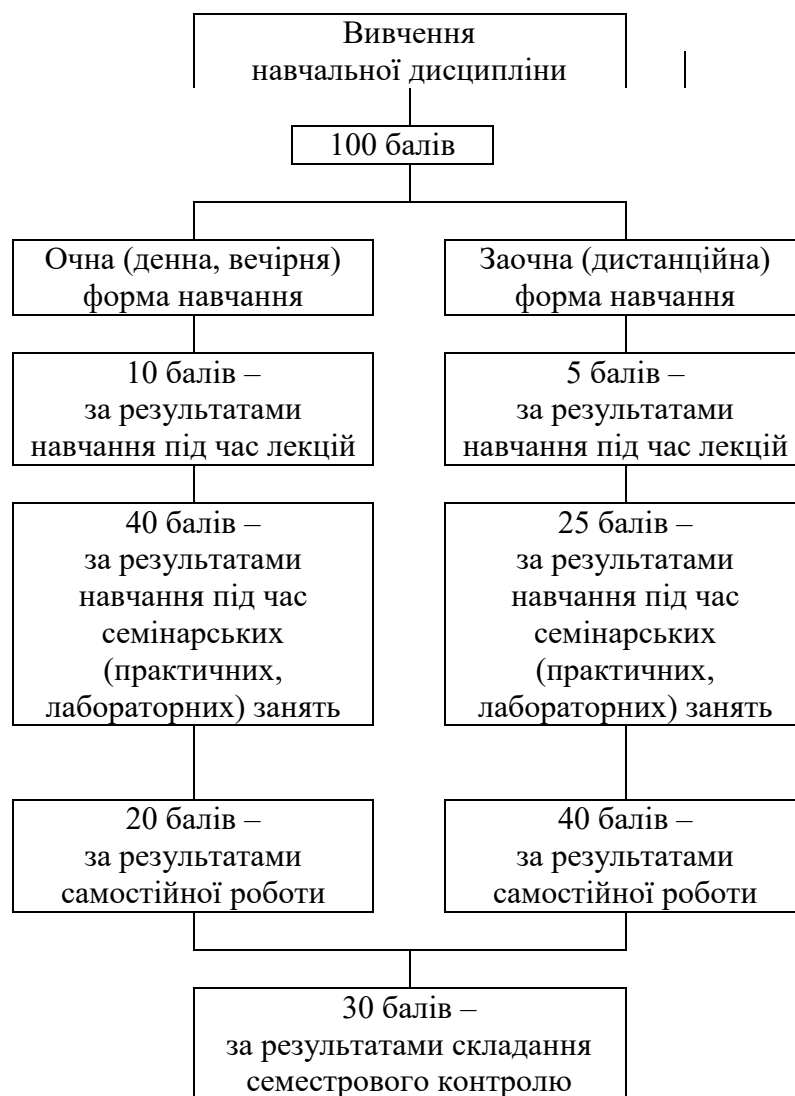 Вивчення
навчальної дисципліни
100 балів
Очна (денна, вечірня)
форма навчання
Заочна (дистанційна)
форма навчання
10 балів –
за результатами
навчання під час лекцій
5 балів –
за результатами
навчання під час лекцій
40 балів –
за результатами
навчання під час
семінарських
(практичних,
лабораторних) занять
25 балів –
за результатами
навчання під час
семінарських
(практичних,
лабораторних) занять
20 балів –
за результатами
самостійної роботи
40 балів –
за результатами
самостійної роботи
30 балів –
за результатами складання
семестрового контролю